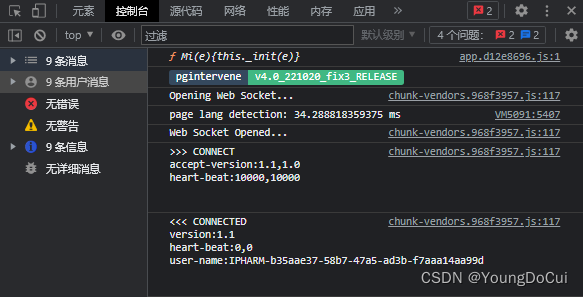 元素 控制台 源代码 网络 性能 内存 应用 2
top 过滤 默认级别 4 个问题: 2 2
9 条消息
9 条用户消息
无错误
无警告
9 条信息
无详细消息
ƒ Mi(e){this._init(e)} app.d12e8696.js:1
pgintervene v4.0_221020_fix3_RELEASE
Opening Web Socket... chunk-vendors.968f3957.js:117
page lang detection: 34.288818359375 ms VM5091:5407
Web Socket Opened... chunk-vendors.968f3957.js:117
>>> CONNECT chunk-vendors.968f3957.js:117
accept-version:1.1,1.0
heart-beat:10000,10000
<<< CONNECTED chunk-vendors.968f3957.js:117
version:1.1
heart-beat:0,0
user-name:IPHARM-b35aae37-58b7-47a5-ad3b-f7aaa14aa99d
CSDN @YoungDoCui